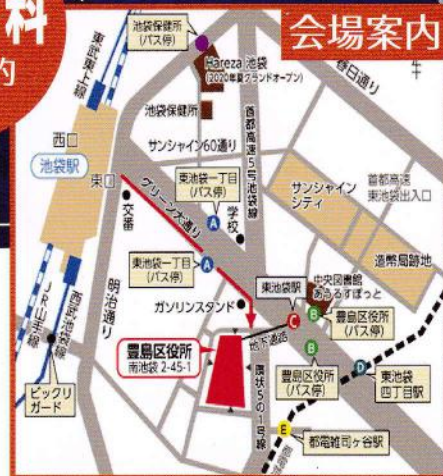 料
約
会場案内
池袋保健所
(バス停)
Hareza 池袋
(2020年夏グランドオープン)
春日通り
東武東上線
池袋保健所
首都高速5号池袋線
西口
サンシャイン60通り
池袋駅
東池袋一丁目
(バス停)
サンシャイン
シティ
首都高速
東池袋出入口
東口
グリーン大通り
学校
交番
A
東池袋一丁目
(バス停)
A
造幣局跡地
明治通り
東池袋駅
中央図書館
あうるすぽっと
ガソリンスタンド
C
B
豊島区役所
(バス停)
JR山手線
西武池袋線
豊島区役所
南池袋 2-45-1
地下通路
B
環状5の1号線
豊島区役所
(バス停)
D
東池袋
四丁目駅
ビックリ
ガード
E
都電雑司ヶ谷駅